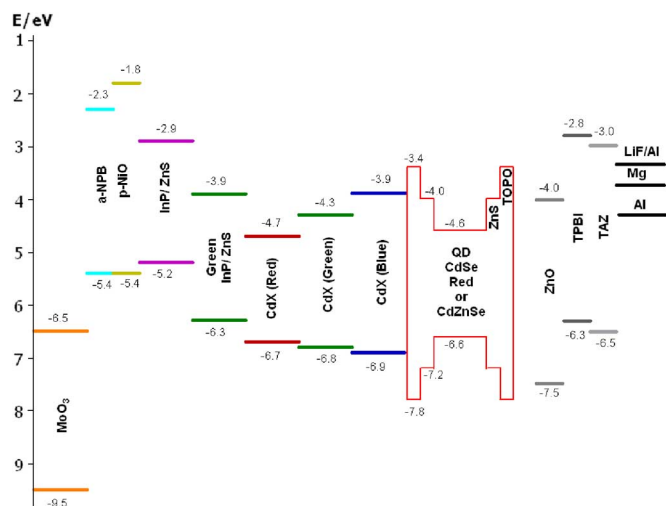 E/eV
1
2
3
4
5
6
7
8
9
-6.5
MoO3
-9.5
-2.3
a-NPB
-5.4
-1.8
p-NiO
-5.4
-2.9
InP/ ZnS
-5.2
-3.9
Green
InP/ ZnS
-6.3
-4.7
CdX (Red)
-6.7
-4.3
CdX (Green)
-6.8
-3.9
CdX (Blue)
-6.9
-3.4
-4.0
-4.6
ZnS
TOPO
QD
CdSe
Red
or
CdZnSe
-6.6
-7.2
-7.8
-4.0
ZnO
-7.5
-2.8
TPBI
-6.3
-3.0
TAZ
-6.5
LiF/Al
Mg
Al